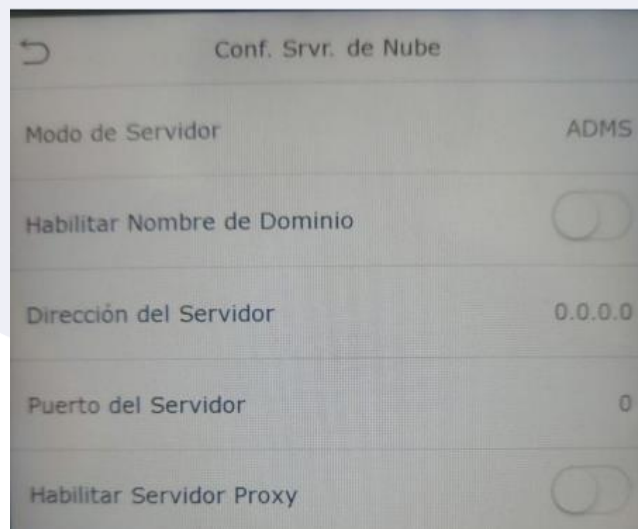 Conf. Srvr. de Nube
Modo de Servidor ADMS
Habilitar Nombre de Dominio
Dirección del Servidor 0.0.0.0
Puerto del Servidor 0
Habilitar Servidor Proxy